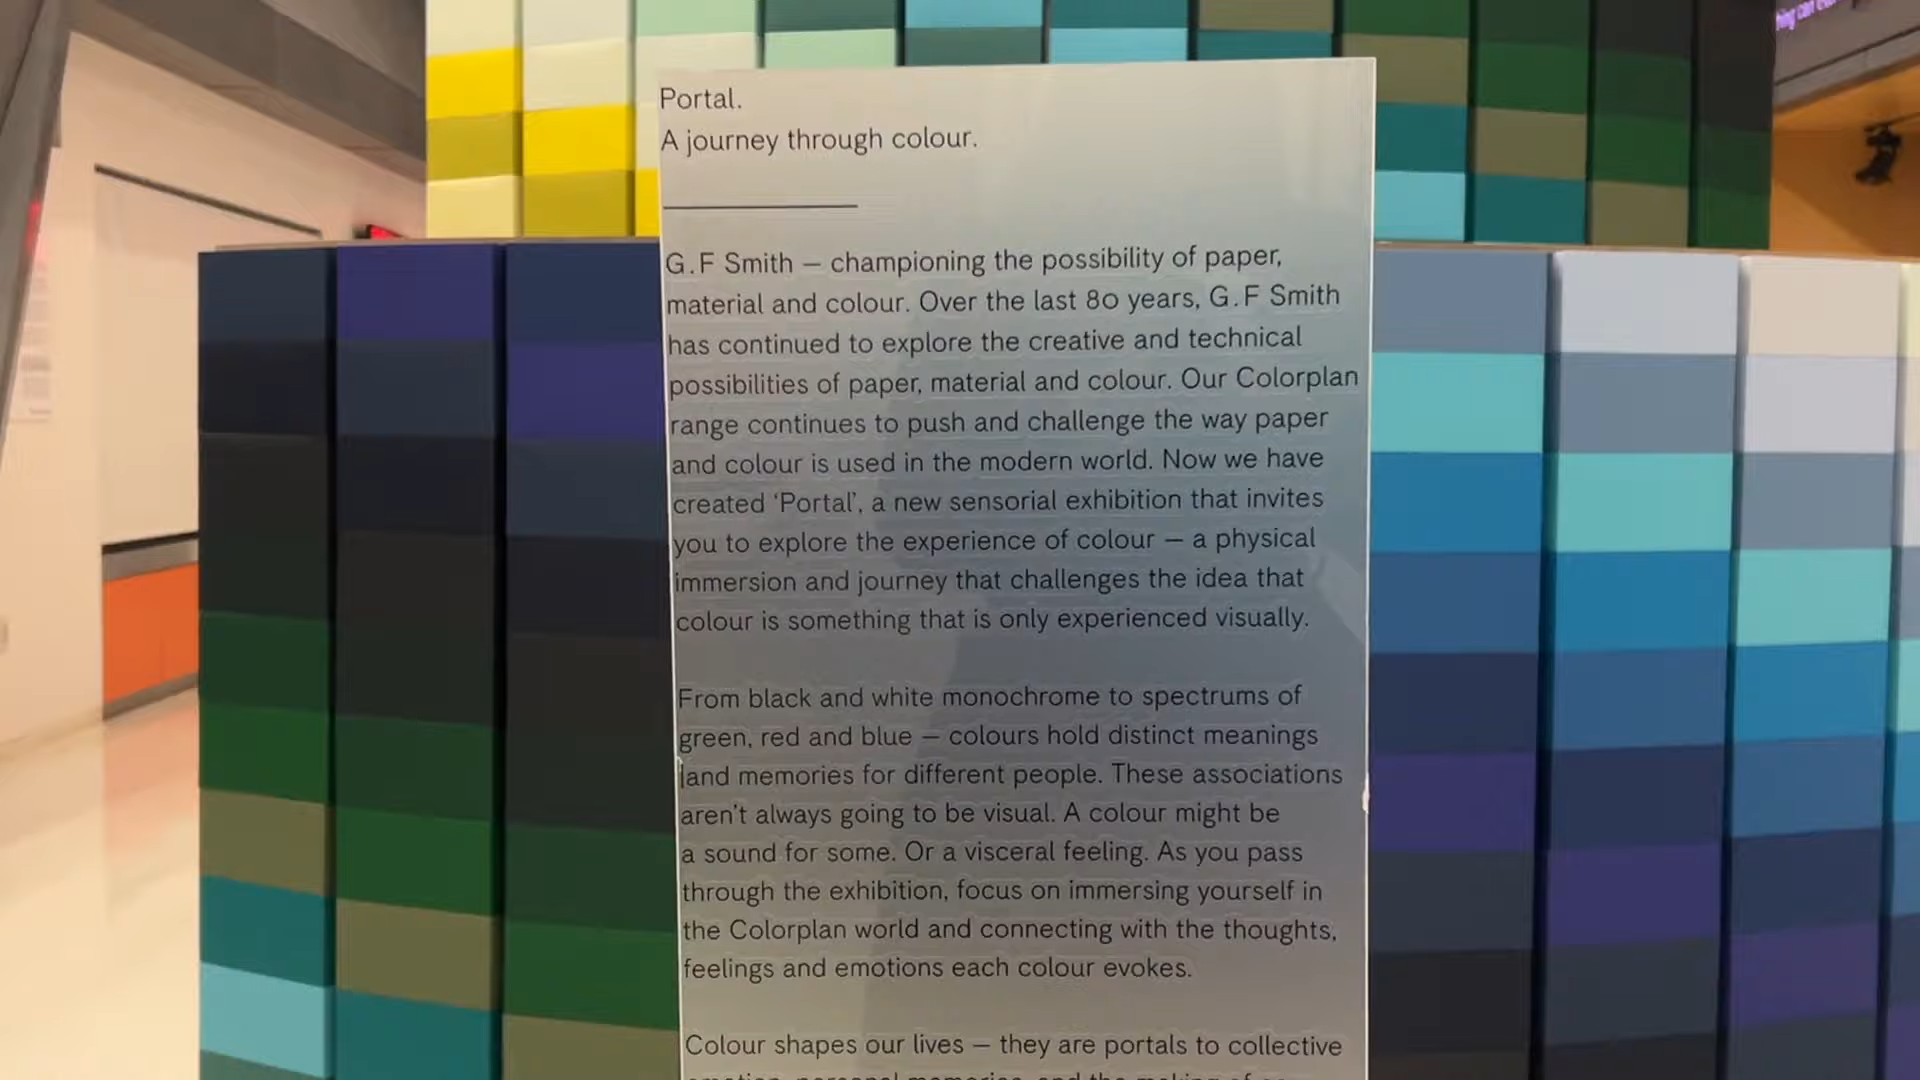 Portal.
A journey through colour.
G.F Smith – championing the possibility of paper,
material and colour. Over the last 80 years, G.F Smith
has continued to explore the creative and technical
possibilities of paper, material and colour. Our Colorplan
range continues to push and challenge the way paper
and colour is used in the modern world. Now we have
created ‘Portal’, a new sensorial exhibition that invites
you to explore the experience of colour – a physical
immersion and journey that challenges the idea that
colour is something that is only experienced visually.
From black and white monochrome to spectrums of
green, red and blue – colours hold distinct meanings
and memories for different people. These associations
aren’t always going to be visual. A colour might be
a sound for some. Or a visceral feeling. As you pass
through the exhibition, focus on immersing yourself in
the Colorplan world and connecting with the thoughts,
feelings and emotions each colour evokes.
Colour shapes our lives – they are portals to collective